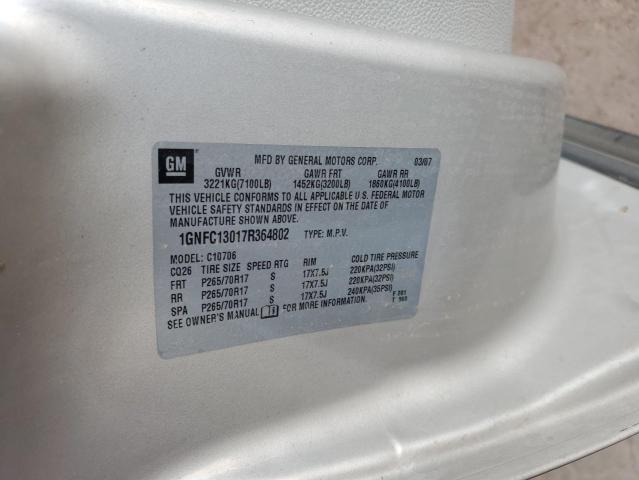 GM
MFD BY GENERAL MOTORS CORP. 03/07
GVWR GAWR FRT GAWR RR
3221KG(7100LB) 1452KG(3200LB) 1860KG(4100LB)
THIS VEHICLE CONFORMS TO ALL APPLICABLE U.S. FEDERAL MOTOR
VEHICLE SAFETY STANDARDS IN EFFECT ON THE DATE OF
MANUFACTURE SHOWN ABOVE.
1GNFC13017R364802 TYPE: M.P.V.
MODEL: C10706
CQ26 TIRE SIZE SPEED RTG RIM COLD TIRE PRESSURE
FRT P265/70R17 S 17X7.5J 220KPA(32PSI)
RR P265/70R17 S 17X7.5J 220KPA(32PSI)
SPA P265/70R17 S 17X7.5J 240KPA(35PSI)
SEE OWNER'S MANUAL FOR MORE INFORMATION.